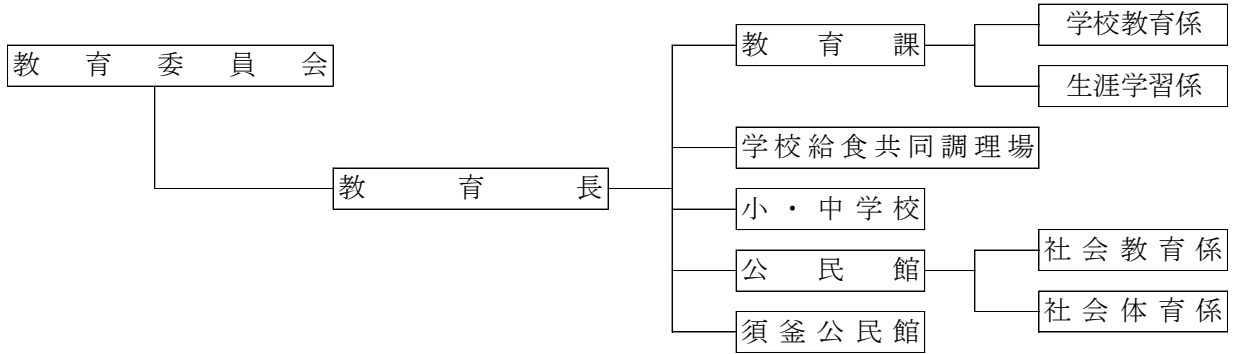 教育委員会
教育長
教育課
学校教育係
生涯学習係
学校給食共同調理場
小・中学校
公民館
社会教育係
社会体育係
須釜公民館